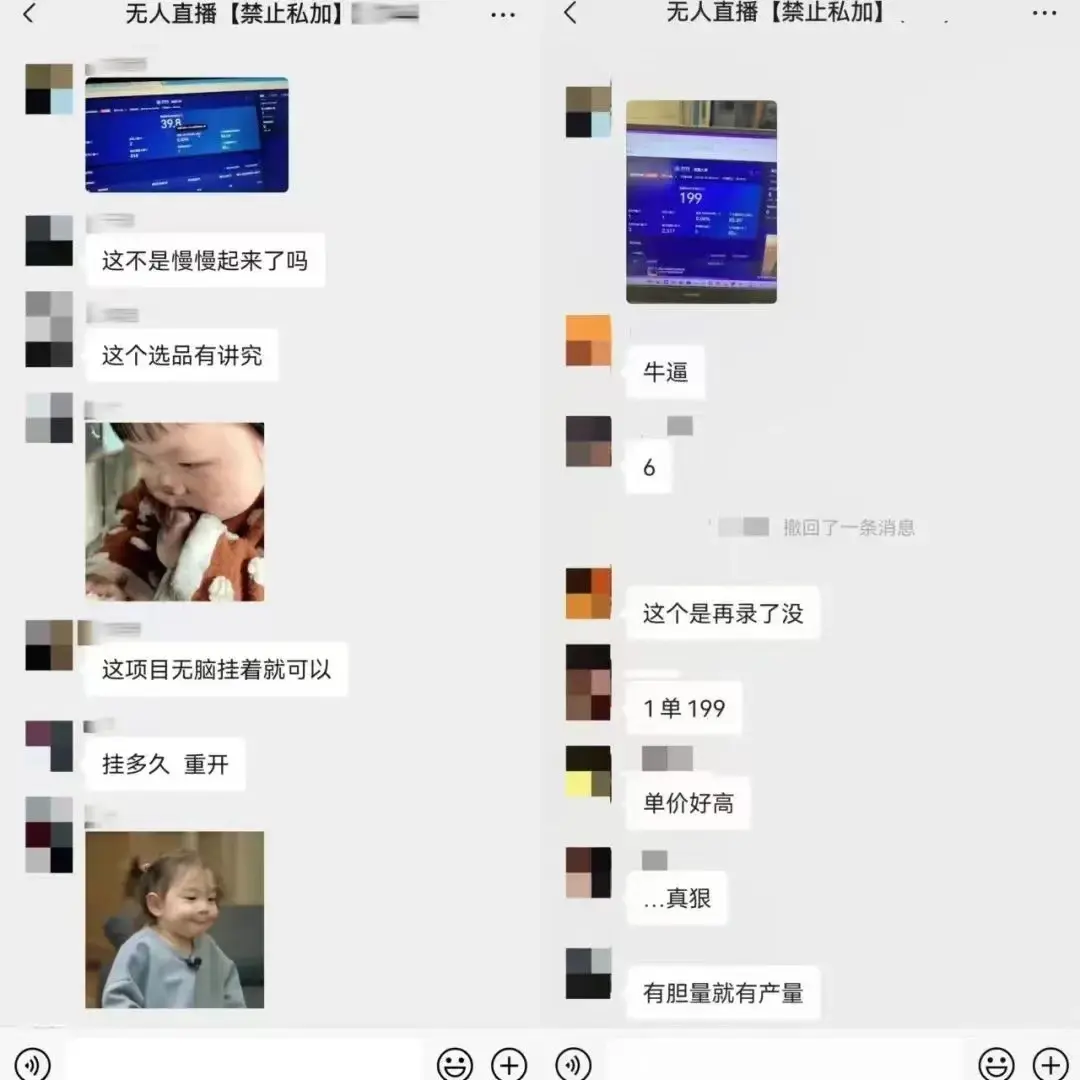 无人直播【禁止私加】
39.8
这不是慢慢起来了吗
这个选品有讲究
这项目无脑挂着就可以
挂多久 重开
无人直播【禁止私加】
199
牛逼
6
撤回了一条消息
这个是再录了没
1单199
单价好高
...真狠
有胆量就有产量